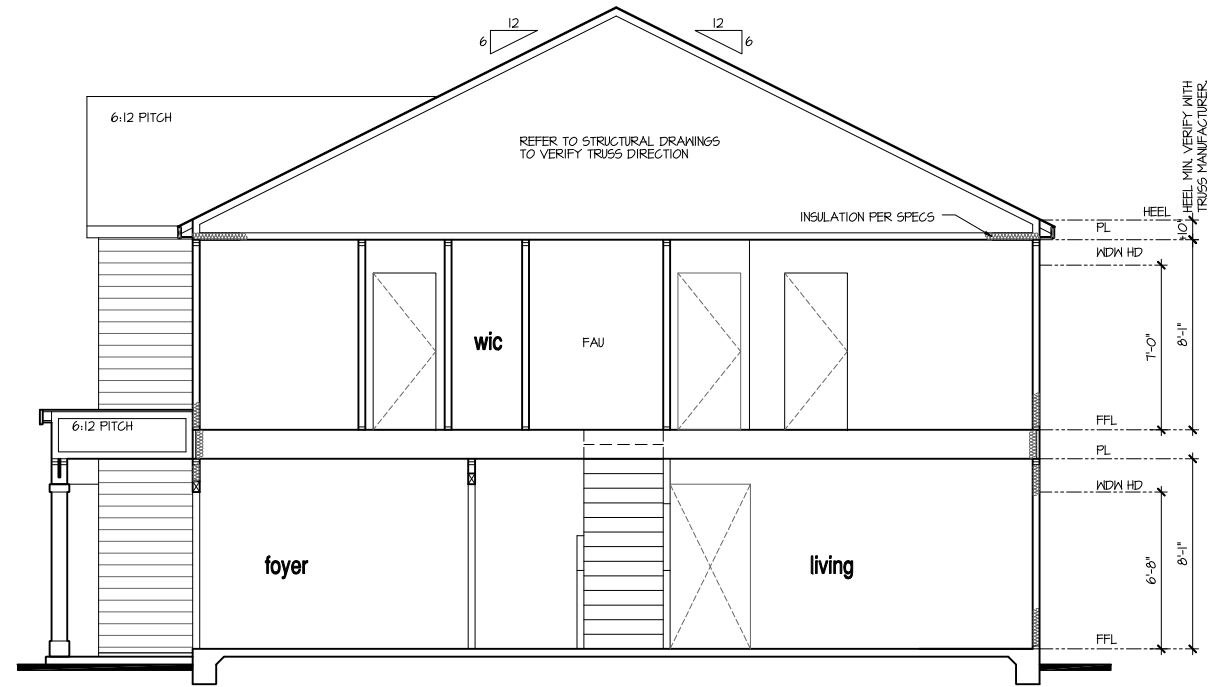 12
6
12
6
6:12 PITCH
REFER TO STRUCTURAL DRAWINGS
TO VERIFY TRUSS DIRECTION
INSULATION PER SPECS
HEEL
10" HEEL MIN. VERIFY WITH
TRUSS MANUFACTURER.
PL
WDW HD
wic
FAU
7'-0"
8'-1"
6:12 PITCH
FFL
PL
WDW HD
foyer
living
6'-8"
8'-1"
FFL